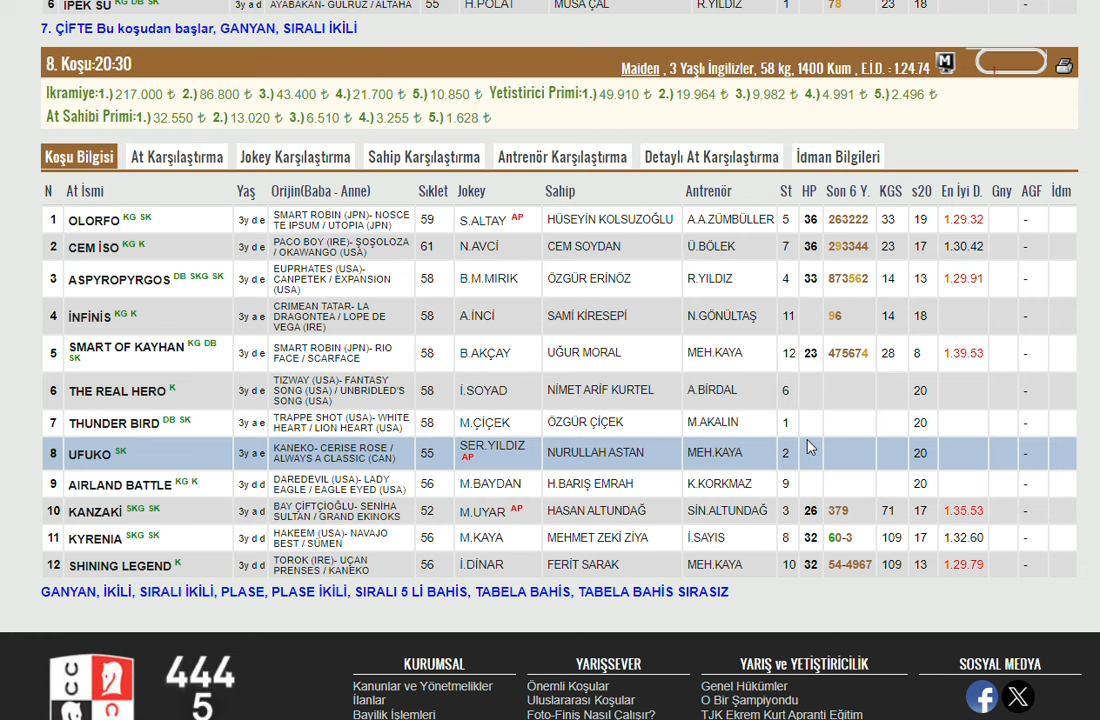 6 İPEK SU KG DB SK 3y a d AYABAKAN- GÜLRUZ / ALTAHA 55 H.POLAT MUSA ÇAL R.YILDIZ 1 78 23 18 -
7. ÇİFTE Bu koşudan başlar, GANYAN, SIRALI İKİLİ
8. Koşu:20:30
Maiden , 3 Yaşlı İngilizler, 58 kg, 1400 Kum , E.İ.D. : 1.24.74 M
Ikramiye:1.) 217.000 ₺ 2.) 86.800 ₺ 3.) 43.400 ₺ 4.) 21.700 ₺ 5.) 10.850 ₺ Yetistirici Primi:1.) 49.910 ₺ 2.) 19.964 ₺ 3.) 9.982 ₺ 4.) 4.991 ₺ 5.) 2.496 ₺
At Sahibi Primi:1.) 32.550 ₺ 2.) 13.020 ₺ 3.) 6.510 ₺ 4.) 3.255 ₺ 5.) 1.628 ₺
Koşu Bilgisi At Karşılaştırma Jokey Karşılaştırma Sahip Karşılaştırma Antrenör Karşılaştırma Detaylı At Karşılaştırma İdman Bilgileri
N At İsmi Yaş Orijin(Baba - Anne) Sıklet Jokey Sahip Antrenör St HP Son 6 Y. KGS s20 En İyi D. Gny AGF İdm
1 OLORFO KG SK 3y d e SMART ROBIN (JPN)- NOSCE TE IPSUM / UTOPIA (JPN) 59 S.ALTAY AP HÜSEYİN KOLSUZOĞLU A.A.ZÜMBÜLLER 5 36 263222 33 19 1.29.32 -
2 CEM İSO KG K 3y d e PACO BOY (IRE)- ŞOŞOLOZA / OKAWANGO (USA) 61 N.AVCİ CEM SOYDAN Ü.BÖLEK 7 36 293344 23 17 1.30.42 -
3 ASPYROPYRGOS DB SKG SK 3y d e EUPRHATES (USA)- CANPETEK / EXPANSION (USA) 58 B.M.MIRIK ÖZGÜR ERİNÖZ R.YILDIZ 4 33 873562 14 13 1.29.91 -
4 İNFİNİS KG K 3y a e CRIMEAN TATAR- LA DRAGONTEA / LOPE DE VEGA (IRE) 58 A.İNCİ SAMİ KİRESEPİ N.GÖNÜLTAŞ 11 96 14 18 -
5 SMART OF KAYHAN KG DB SK 3y d e SMART ROBIN (JPN)- RIO FACE / SCARFACE 58 B.AKÇAY UĞUR MORAL MEH.KAYA 12 23 475674 28 8 1.39.53 -
6 THE REAL HERO K 3y d e TIZWAY (USA)- FANTASY SONG (USA) / UNBRIDLED'S SONG (USA) 58 İ.SOYAD NİMET ARİF KURTEL A.BİRDAL 6 20 -
7 THUNDER BIRD DB SK 3y a e TRAPPE SHOT (USA)- WHITE HEART / LION HEART (USA) 58 M.ÇİÇEK ÖZGÜR ÇİÇEK M.AKALIN 1 20 -
8 UFUKO SK 3y a e KANEKO- CERISE ROSE / ALWAYS A CLASSIC (CAN) 55 SER.YILDIZ AP NURULLAH ASTAN MEH.KAYA 2 20 -
9 AIRLAND BATTLE KG K 3y d d DAREDEVIL (USA)- LADY EAGLE / EAGLE EYED (USA) 56 M.BAYDAN H.BARIŞ EMRAH K.KORKMAZ 9 20 -
10 KANZAKİ SKG SK 3y a d BAY ÇİFTÇİOĞLU- SENİHA SULTAN / GRAND EKINOKS 52 M.UYAR AP HASAN ALTUNDAĞ SİN.ALTUNDAĞ 3 26 379 71 17 1.35.53 -
11 KYRENIA SKG SK 3y d d HAKEEM (USA)- NAVAJO BEST / SÜMEN 56 M.KAYA MEHMET ZEKİ ZİYA İ.SAYIS 8 32 60-3 109 17 1.32.60 -
12 SHINING LEGEND K 3y d d TOROK (IRE)- UÇAN PRENSES / KANEKO 56 İ.DİNAR FERİT SARAK MEH.KAYA 10 32 54-4967 109 13 1.29.79 -
GANYAN, İKİLİ, SIRALI İKİLİ, PLASE, PLASE İKİLİ, SIRALI 5 Lİ BAHİS, TABELA BAHİS, TABELA BAHİS SIRASIZ
444
5
KURUMSAL YARIŞSEVER YARIŞ ve YETİŞTİRİCİLİK SOSYAL MEDYA
Kanunlar ve Yönetmelikler Önemli Koşular Genel Hükümler
İlanlar Uluslararası Koşular O Bir Şampiyondu
Bayilik İşlemleri Foto-Finiş Nasıl Çalışır? TJK Ekrem Kurt Apranti Eğitim